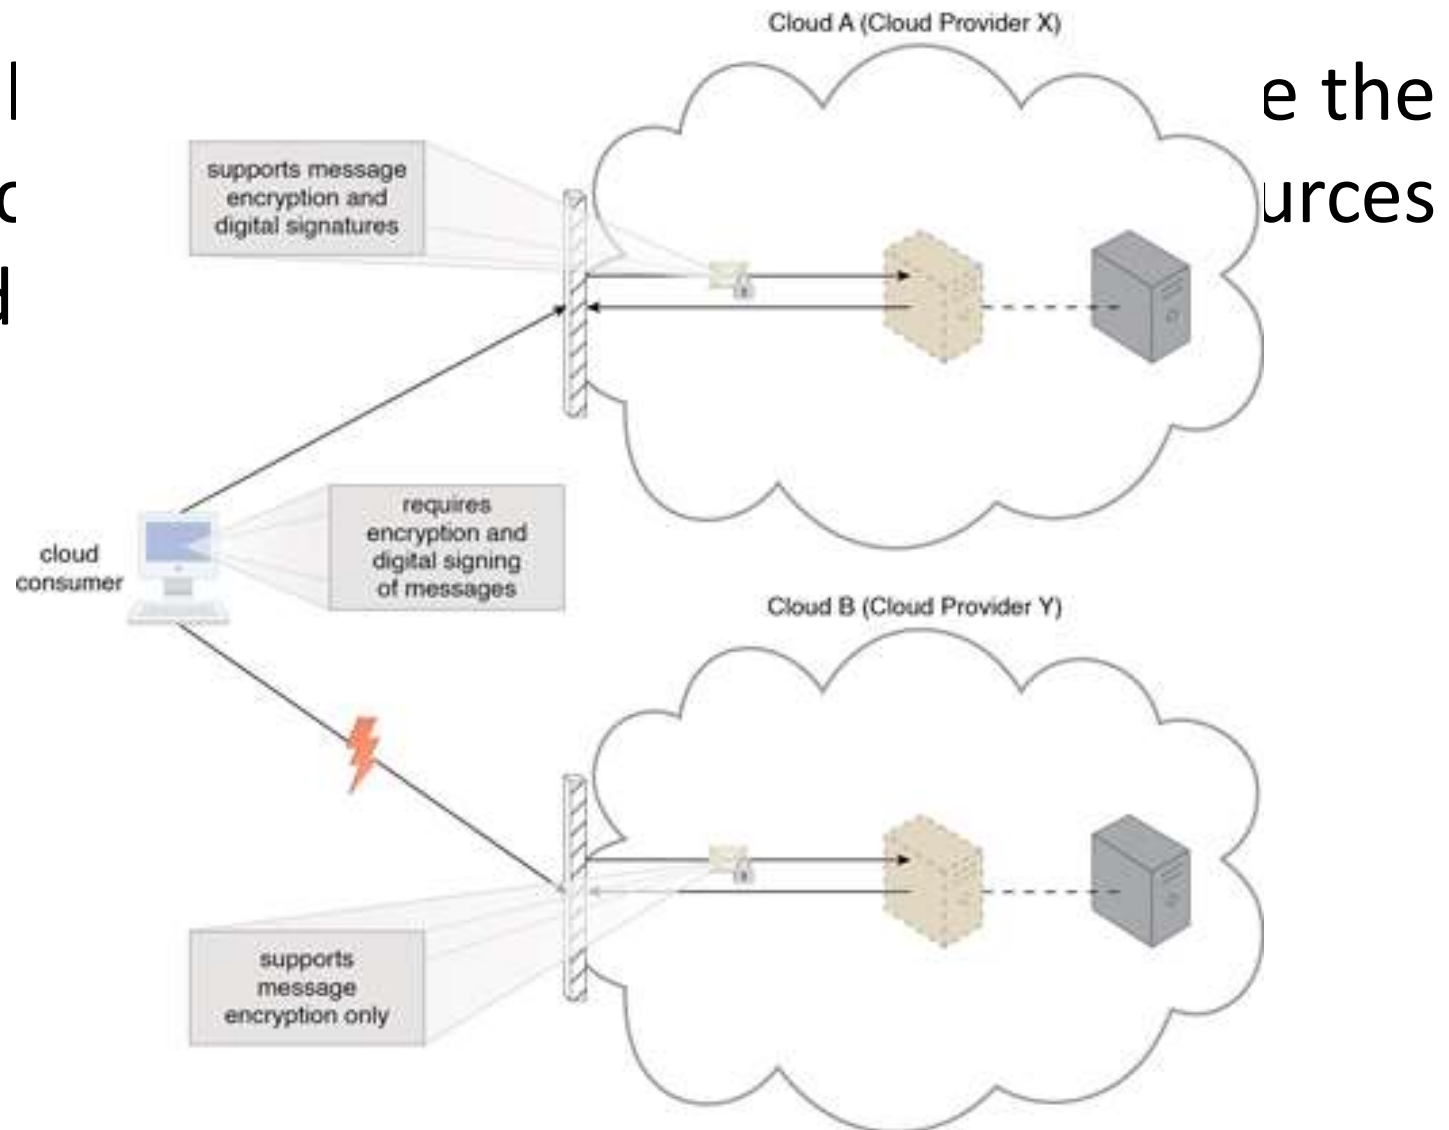 Cloud A (Cloud Provider X)
e the
urces
supports message
encryption and
digital signatures
requires
encryption and
digital signing
of messages
cloud
consumer
Cloud B (Cloud Provider Y)
supports
message
encryption only